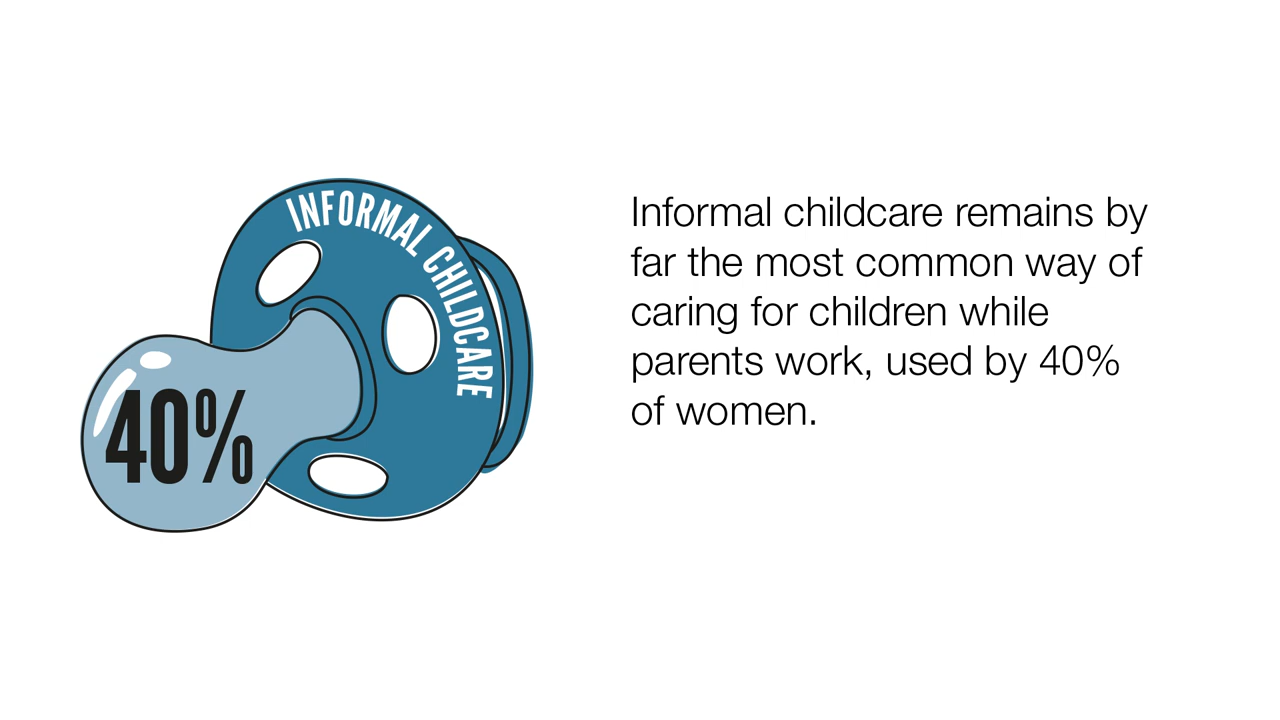 INFORMAL CHILDCARE
40%
Informal childcare remains by
far the most common way of
caring for children while
parents work, used by 40%
of women.